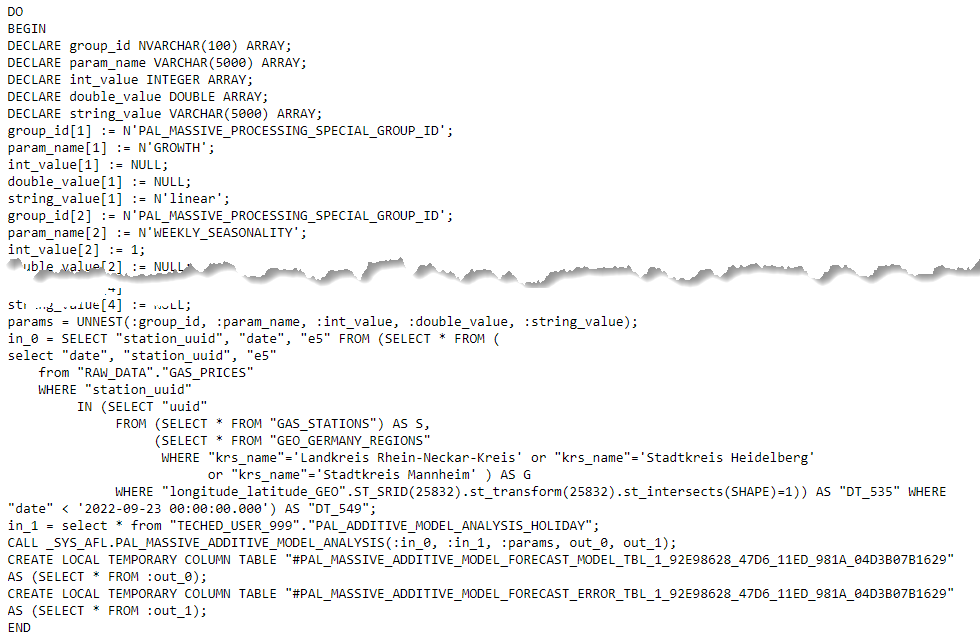 DO
BEGIN
DECLARE group_id NVARCHAR(100) ARRAY;
DECLARE param_name VARCHAR(5000) ARRAY;
DECLARE int_value INTEGER ARRAY;
DECLARE double_value DOUBLE ARRAY;
DECLARE string_value VARCHAR(5000) ARRAY;
group_id[1] := N'PAL_MASSIVE_PROCESSING_SPECIAL_GROUP_ID';
param_name[1] := N'GROWTH';
int_value[1] := NULL;
double_value[1] := NULL;
string_value[1] := N'linear';
group_id[2] := N'PAL_MASSIVE_PROCESSING_SPECIAL_GROUP_ID';
param_name[2] := N'WEEKLY_SEASONALITY';
int_value[2] := 1;
uble_value[2] := NULL;
4]
:=
params = UNNEST(:group_id, :param_name, :int_value, :double_value, :string_value);
in_0 = SELECT "station_uuid", "date", "e5" FROM (SELECT * FROM (
select "date", "station_uuid", "e5"
from "RAW_DATA"."GAS_PRICES"
WHERE "station_uuid"
IN (SELECT "uuid"
FROM (SELECT * FROM "GAS_STATIONS") AS S,
(SELECT * FROM "GEO_GERMANY_REGIONS"
WHERE "krs_name"='Landkreis Rhein-Neckar-Kreis' or "krs_name"='Stadtkreis Heidelberg'
or "krs_name"='Stadtkreis Mannheim' ) AS G
WHERE "longitude_latitude_GEO".ST_SRID(25832).st_transform(25832).st_intersects(SHAPE)=1)) AS "DT_535" WHERE
"date" < '2022-09-23 00:00:00.000') AS "DT_549";
in_1 = select * from "TECHED_USER_999"."PAL_ADDITIVE_MODEL_ANALYSIS_HOLIDAY";
CALL _SYS_AFL.PAL_MASSIVE_ADDITIVE_MODEL_ANALYSIS(:in_0, :in_1, :params, out_0, out_1);
CREATE LOCAL TEMPORARY COLUMN TABLE "#PAL_MASSIVE_ADDITIVE_MODEL_FORECAST_MODEL_TBL_1_92E98628_47D6_11ED_981A_04D3B07B1629"
AS (SELECT * FROM :out_0);
CREATE LOCAL TEMPORARY COLUMN TABLE "#PAL_MASSIVE_ADDITIVE_MODEL_FORECAST_ERROR_TBL_1_92E98628_47D6_11ED_981A_04D3B07B1629"
AS (SELECT * FROM :out_1);
END